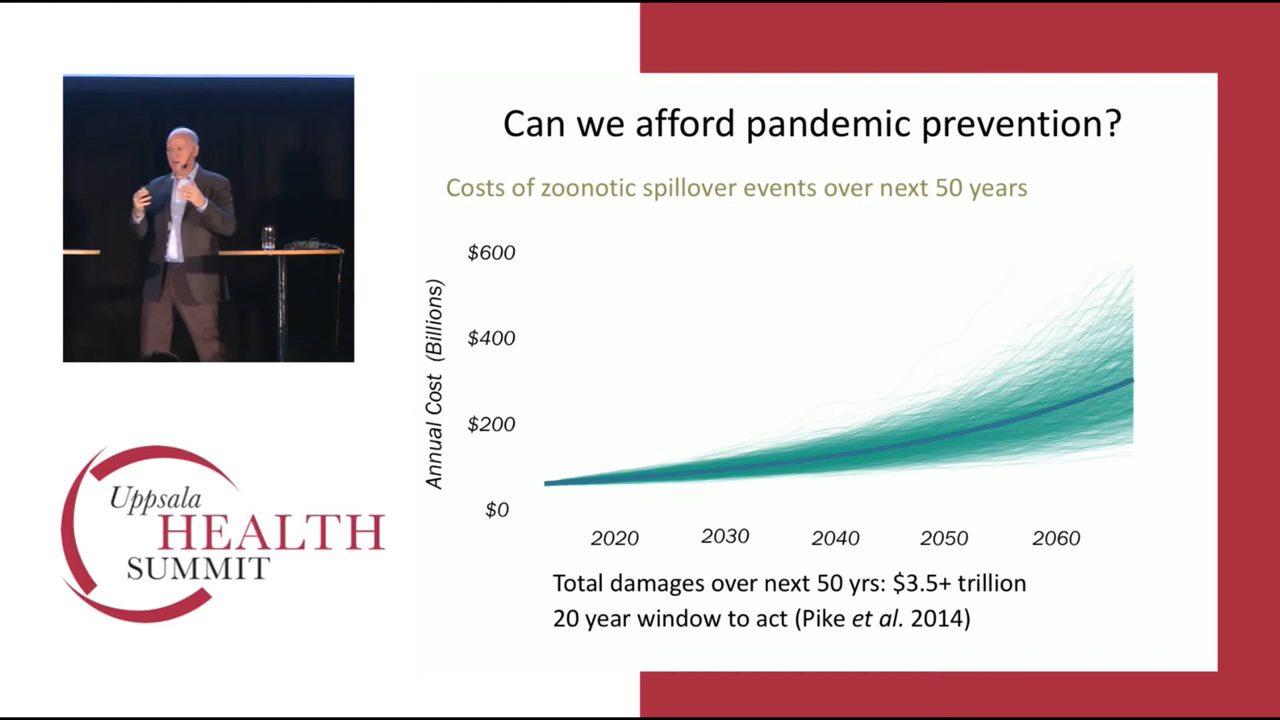 Can we afford pandemic prevention?
Costs of zoonotic spillover events over next 50 years
Annual Cost (Billions)
$600
$400
$200
$0
2020 2030 2040 2050 2060
Total damages over next 50 yrs: $3.5+ trillion
20 year window to act (Pike et al. 2014)
Uppsala
HEALTH
SUMMIT